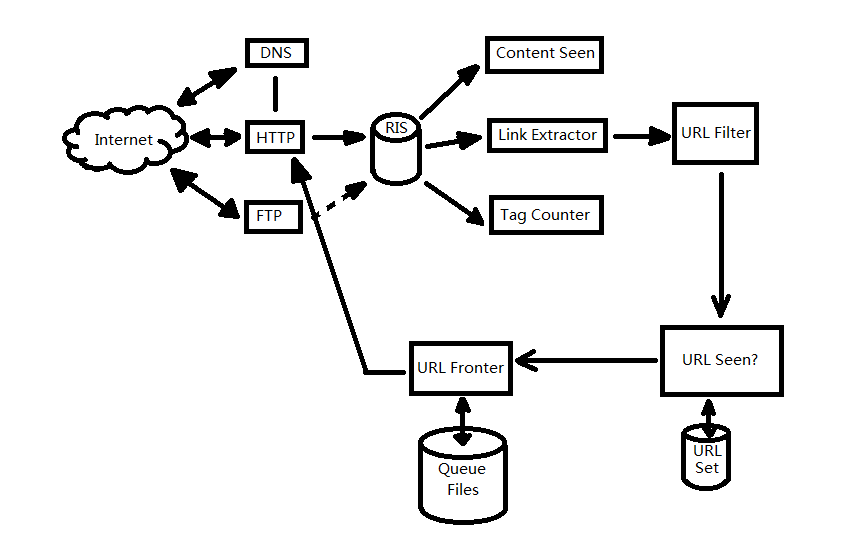 DNS
Content Seen
Internet
HTTP
RIS
Link Extractor
URL Filter
FTP
Tag Counter
URL Fronter
URL Seen?
Queue
Files
URL
Set